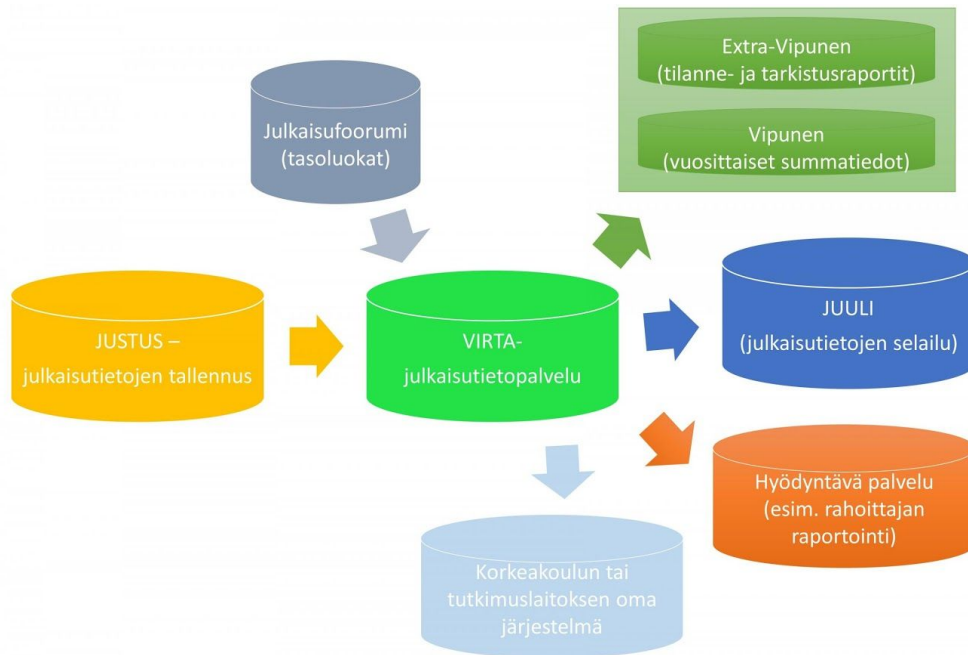 Extra-Vipunen
(tilanne- ja tarkistusraportit)
Vipunen
(vuosittaiset summatiedot)
Julkaisufoorumi
(tasoluokat)
JUSTUS –
julkaisutietojen tallennus
VIRTA-
julkaisutietopalvelu
JUULI
(julkaisutietojen selailu)
Hyödyntävä palvelu
(esim. rahoittajan
raportointi)
Korkeakoulun tai
tutkimuslaitoksen oma
järjestelmä